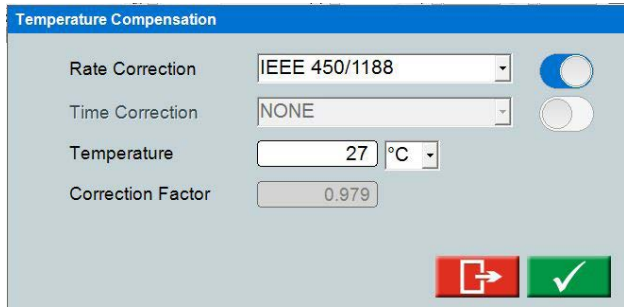 Temperature Compensation
Rate Correction IEEE 450/1188
Time Correction NONE
Temperature 27 °C
Correction Factor 0.979